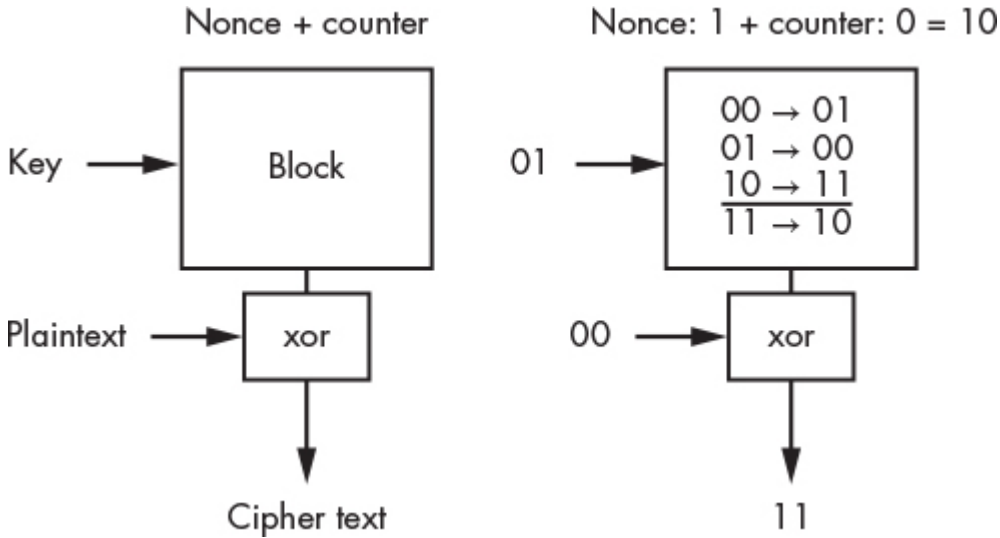 Nonce + counter
Key
Block
Plaintext
xor
Cipher text
Nonce: 1 + counter: 0 = 10
01
00 → 01
01 → 00
10 → 11
11 → 10
00
xor
11